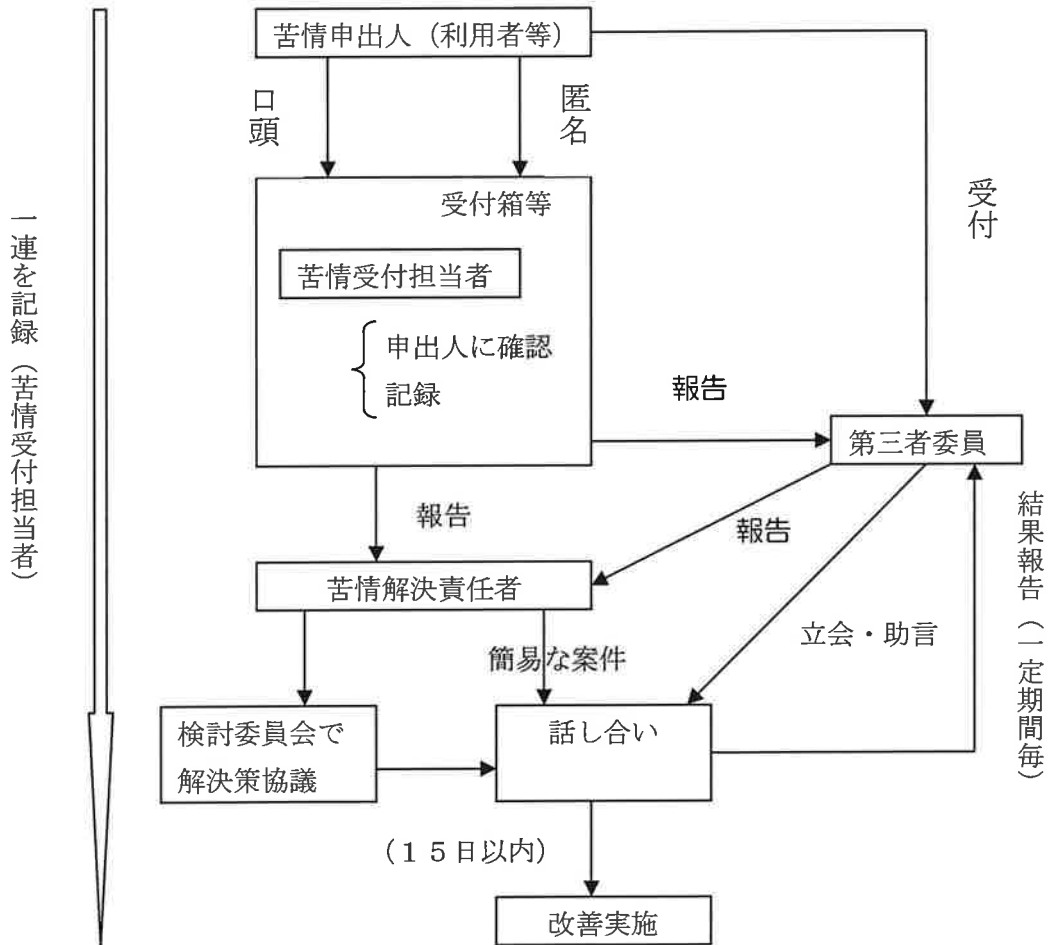 苦情申出人（利用者等）
口頭
匿名
受付
受付箱等
苦情受付担当者
申出人に確認
記録
一連を記録（苦情受付担当者）
報告
第三者委員
報告
報告
苦情解決責任者
結果報告（一定期間毎）
立会・助言
簡易な案件
検討委員会で
解決策協議
話し合い
（１５日以内）
改善実施